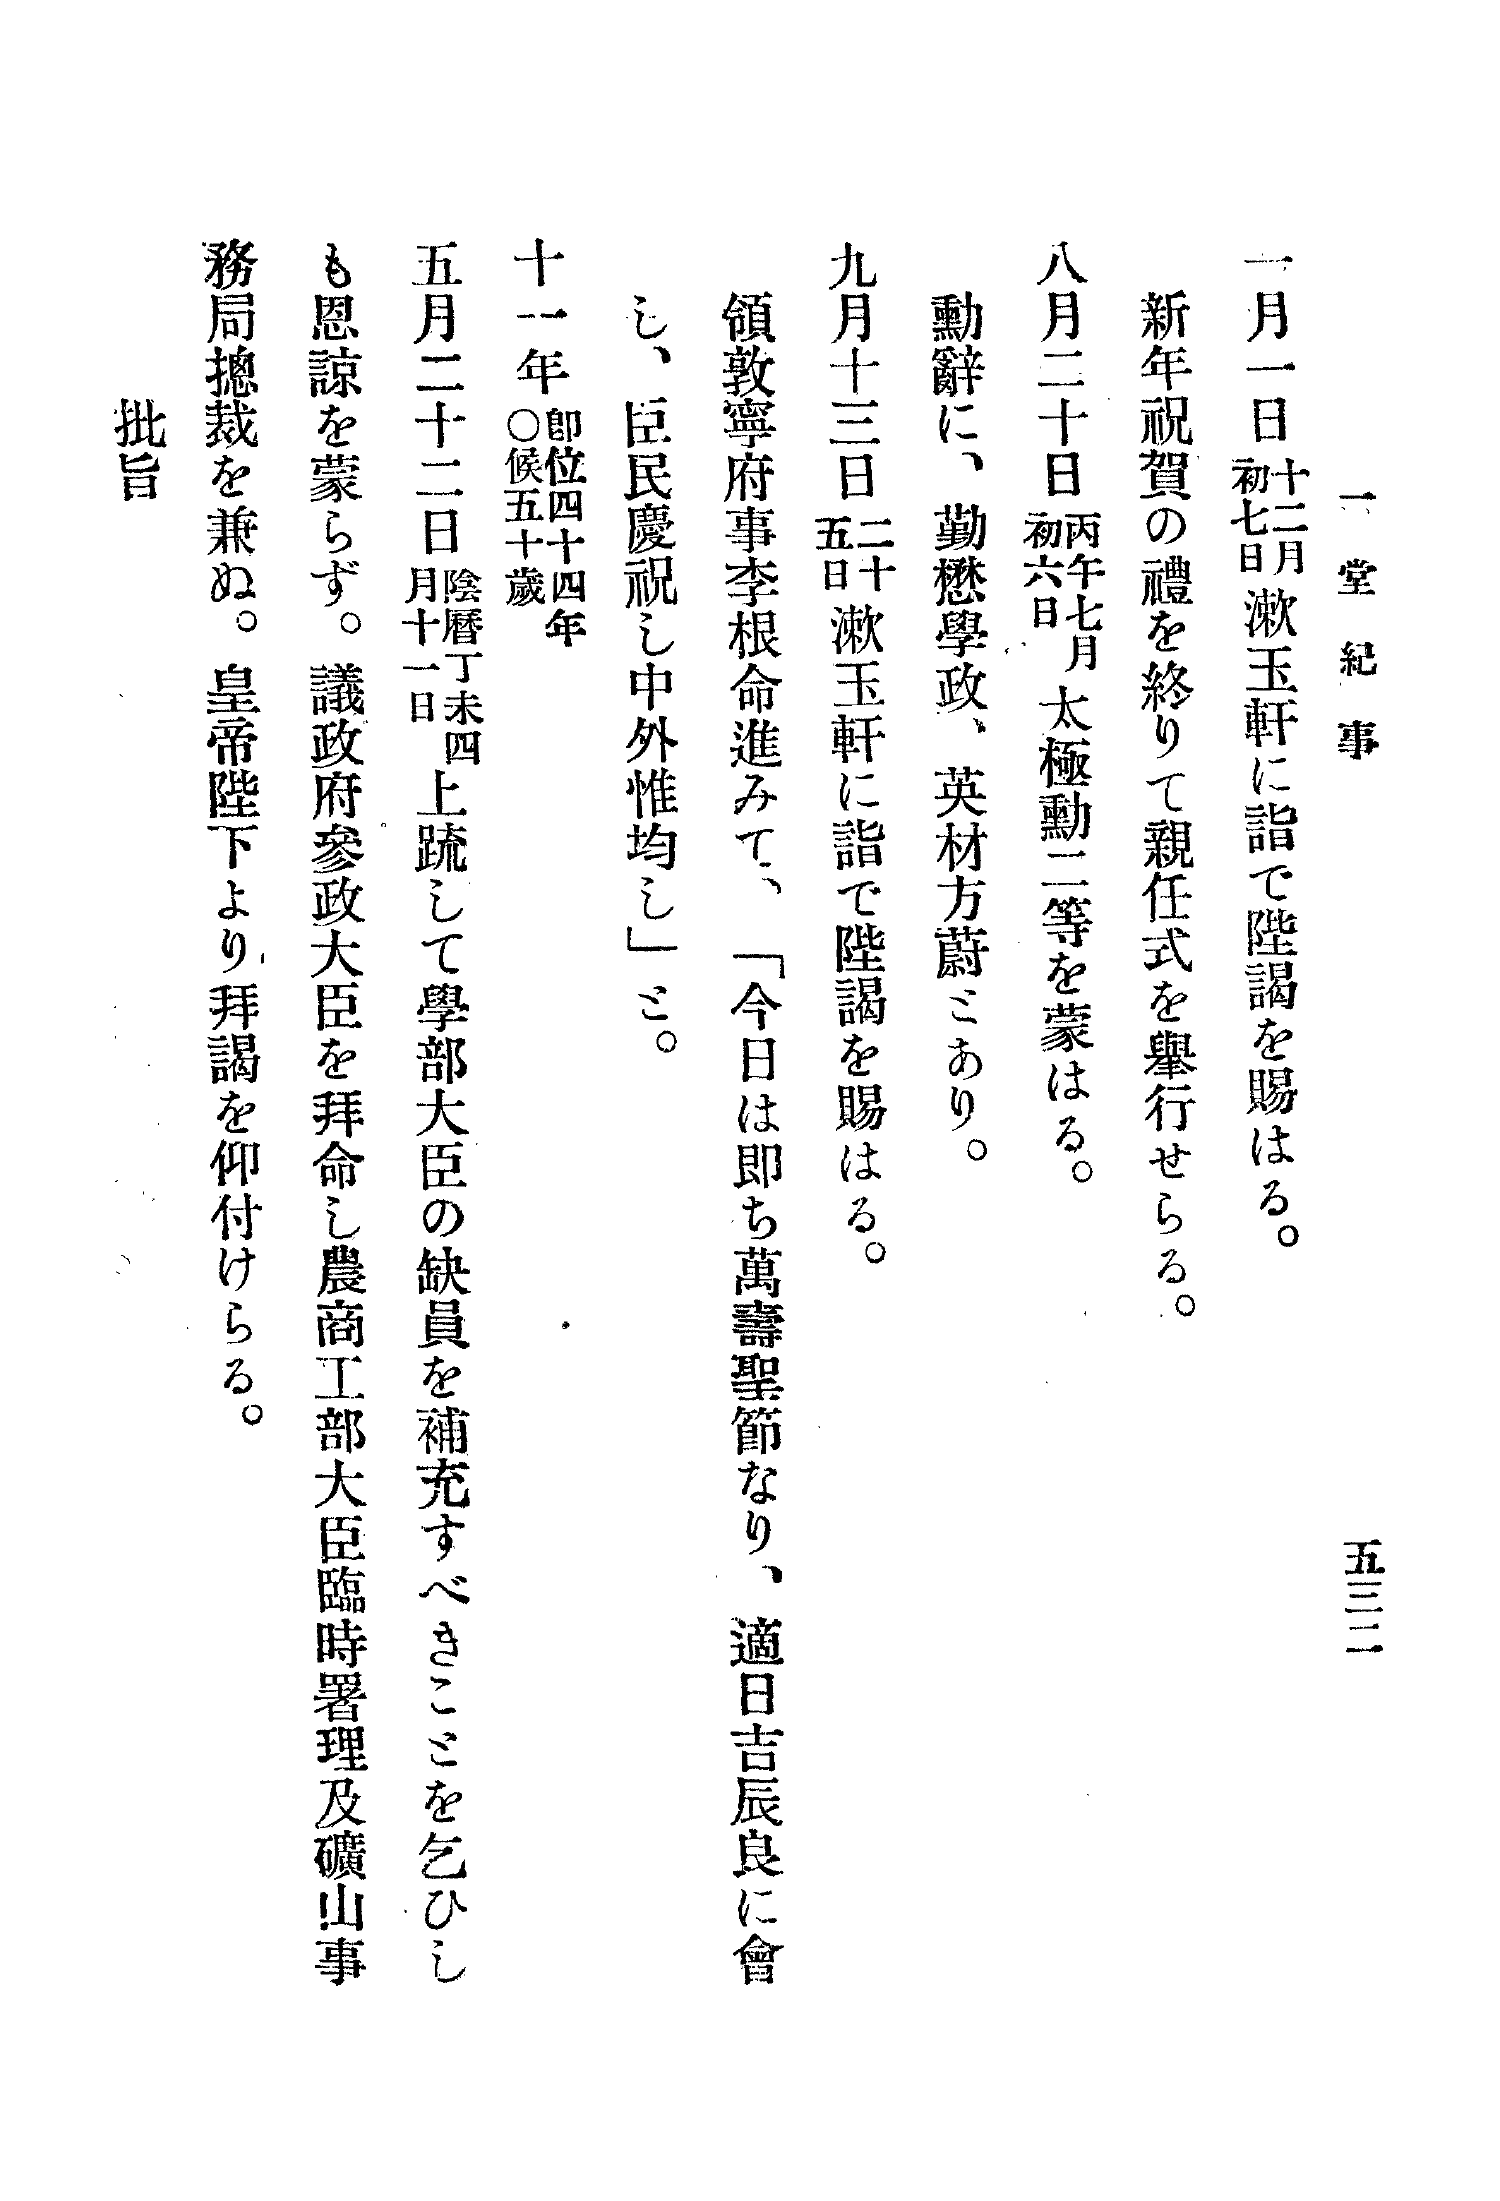 一堂紀事
五三二
一月一日十二月初七日漱玉軒に詣で陛謁を賜はる。
新年祝賀の禮を終りて親任式を擧行せらる。
八月二十日丙午七月初六日太極勳二等を蒙はる。
勳辭に、勤懋學政、英材方蔚とあり。
九月十三日二十五日漱玉軒に詣で陛謁を賜はる。
領敦寧府事李根命進みて、「今日は即ち萬壽聖節なり、適日吉辰良に會
し、臣民慶祝し中外惟均し」と。
十一年卽位四十四年○候五十歲
五月二十二日陰曆丁未四月十一日上䟽して學部大臣の缺員を補充すべきことを乞ひし
も恩諒を蒙らず。議政府參政大臣を拜命し農商工部大臣臨時署理及礦山事
務局摠裁を兼ぬ。皇帝陛下より拜謁を仰付けらる。
批旨